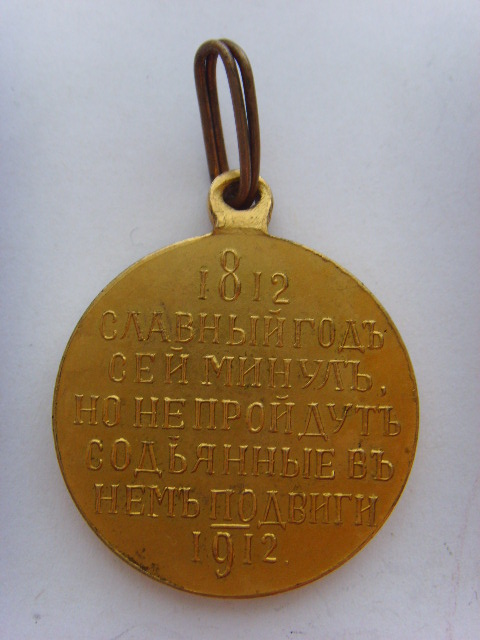 1812
СЛАВНЫЙ ГОДЪ
СЕЙ МИНУЛЪ,
НО НЕ ПРОЙДУТЪ
СОДѢЯННЫЕ ВЪ
НЕМЪ ПОДВИГИ
1912